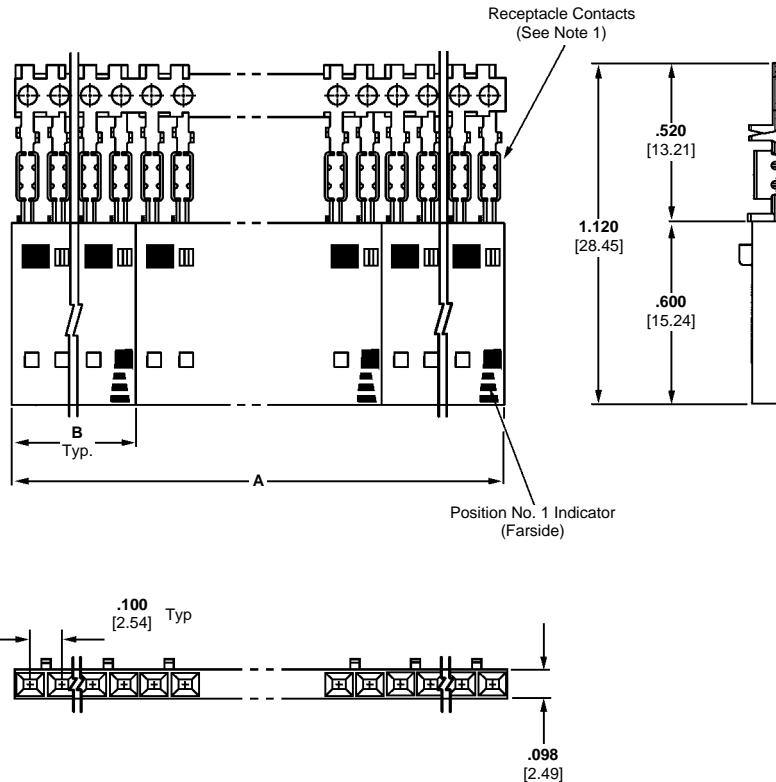 Receptacle Contacts
(See Note 1)
.520
[13.21]
1.120
[28.45]
.600
[15.24]
B
Typ.
A
Position No. 1 Indicator
(Farside)
.100
[2.54]
Typ
.098
[2.49]